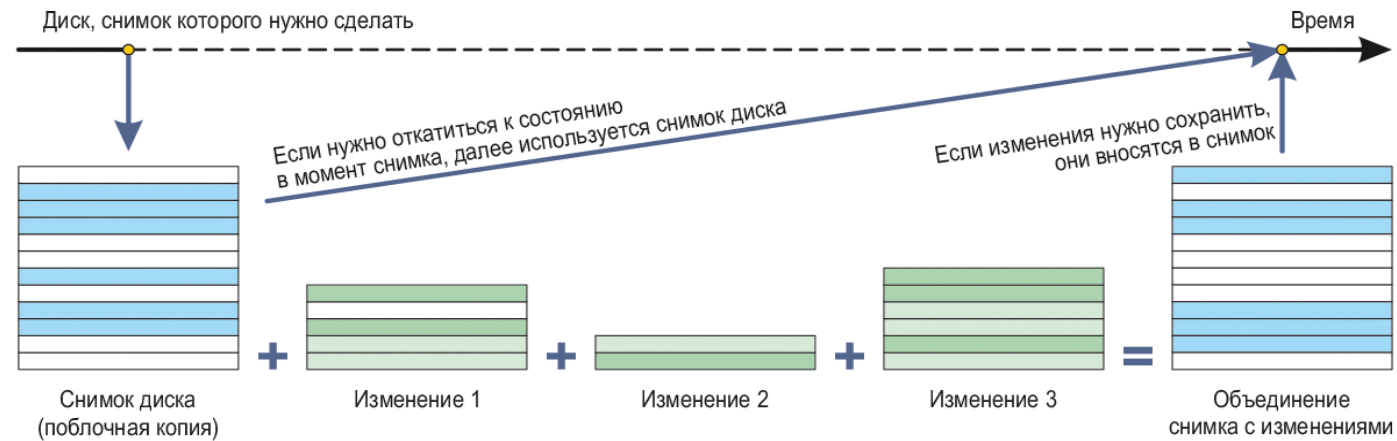 Диск, снимок которого нужно сделать
Время
Если нужно откатиться к состоянию
в момент снимка, далее используется снимок диска
Если изменения нужно сохранить,
они вносятся в снимок
+
+
+
=
Снимок диска
(поблочная копия)
Изменение 1
Изменение 2
Изменение 3
Объединение
снимка с изменениями